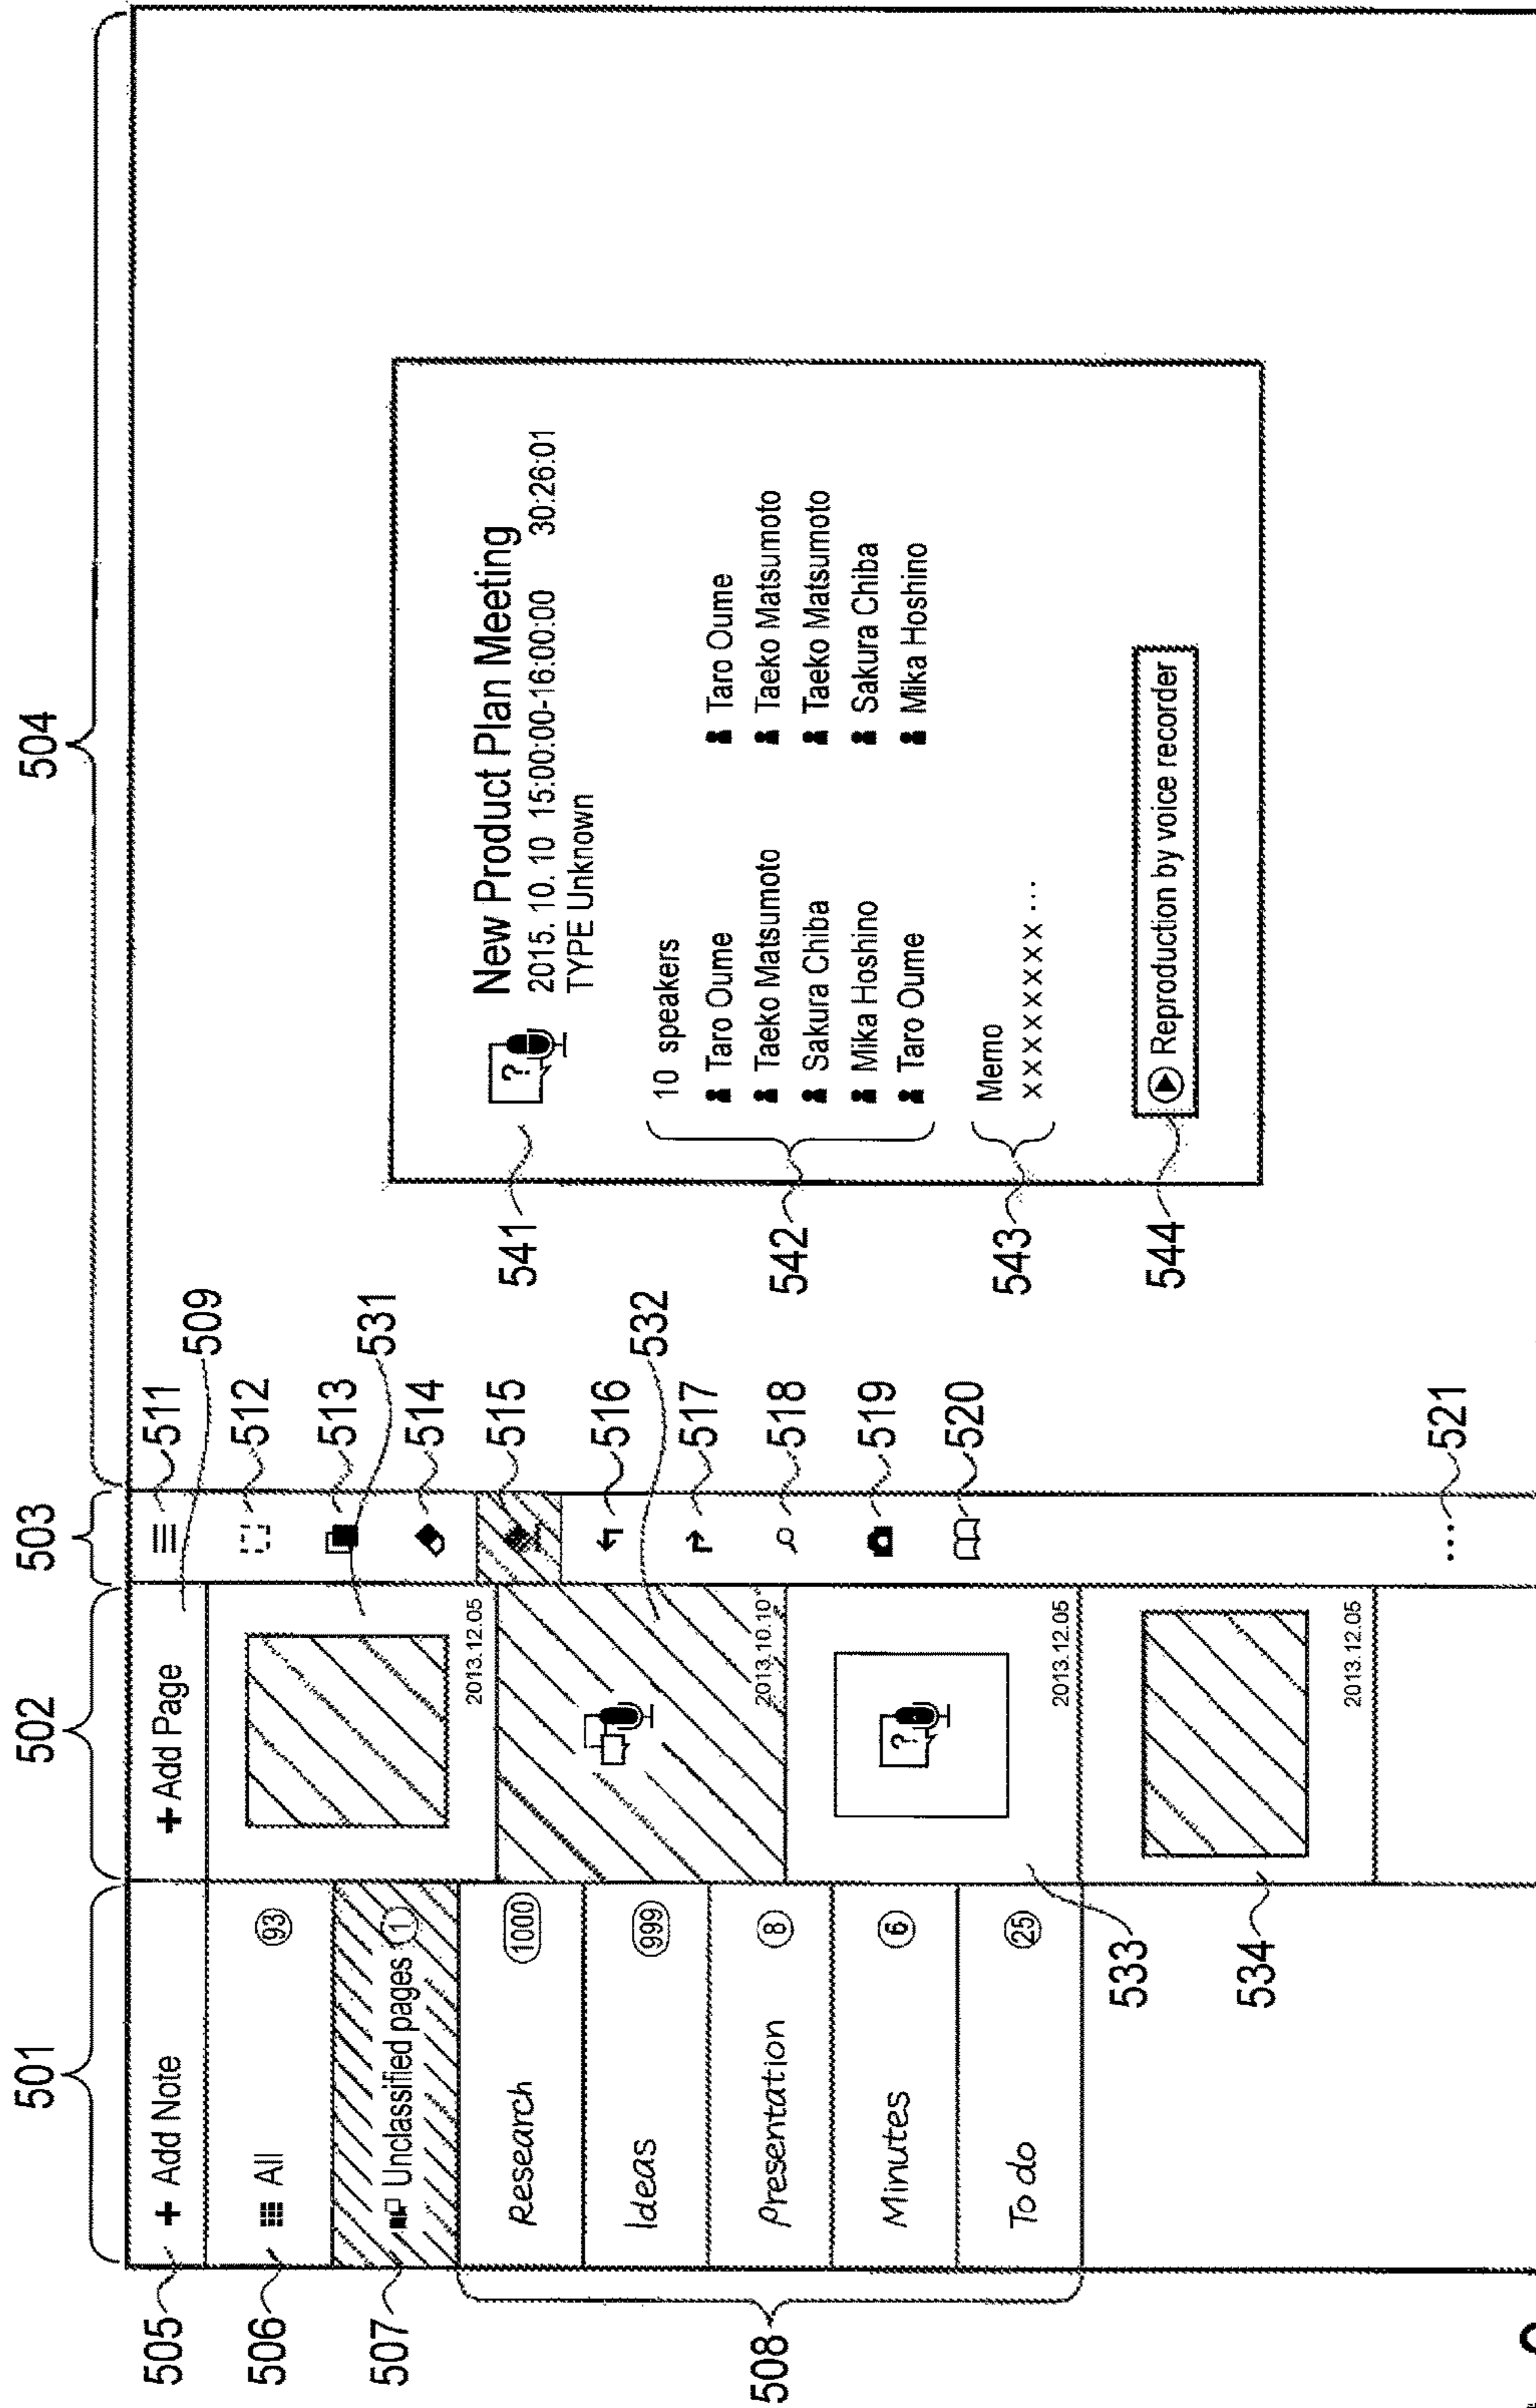 501
502
503
504
505
+ Add Note
506
All
93
507
Unclassified pages
1
508
Research
1000
Ideas
999
Presentation
8
Minutes
6
To do
25
+ Add Page
509
2013.12.05
531
2013.10.10
532
?
2013.12.05
533
2013.12.05
534
511
512
513
514
515
516
517
518
519
520
521
541
?
New Product Plan Meeting
2015. 10. 10 15:00:00-16:00:00 30:26:01
TYPE Unknown
542
10 speakers
Taro Oume Taro Oume
Taeko Matsumoto Taeko Matsumoto
Sakura Chiba Taeko Matsumoto
Mika Hoshino Sakura Chiba
Taro Oume Mika Hoshino
543
Memo
××××××××...
544
Reproduction by voice recorder